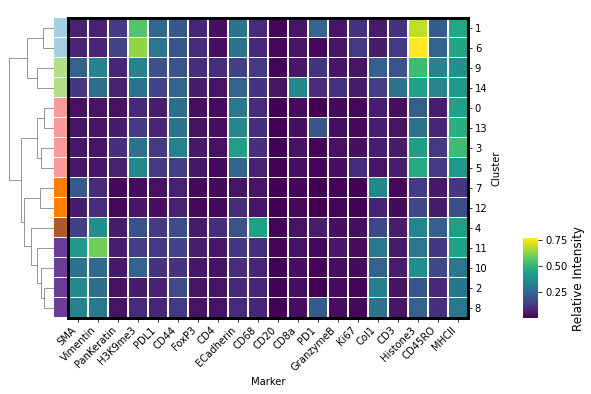 1
6
9
14
0
13
3
5
7
12
4
11
10
2
8
Cluster
SMA
Vimentin
PanKeratin
H3K9me3
PDL1
CD44
FoxP3
CD4
ECadherin
CD68
CD20
CD8a
PD1
GranzymeB
Ki67
Col1
CD3
Histone3
CD45RO
MHCII
Marker
0.75
0.50
0.25
Relative Intensity